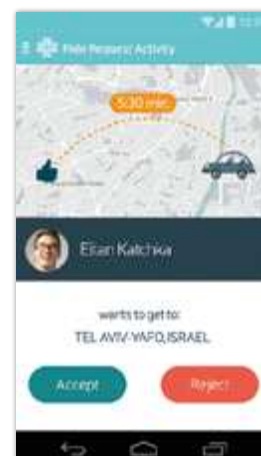 Ride Request Activity
5:30 min.
Eitan Katchka
wants to get to:
TEL AVIV-YAFO, ISRAEL
Accept
Reject